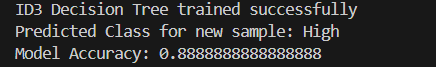 ID3 Decision Tree trained successfully
Predicted Class for new sample: High
Model Accuracy: 0.8888888888888888